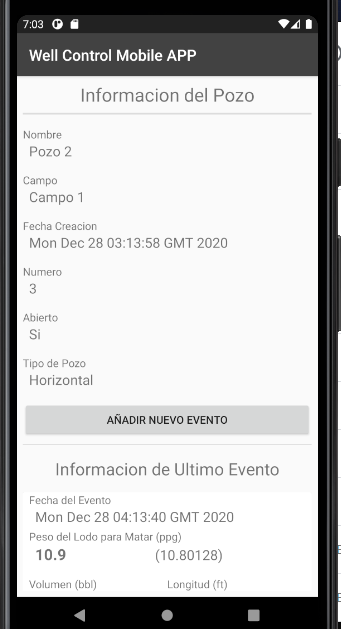 7:03
Well Control Mobile APP
Informacion del Pozo
Nombre
Pozo 2
Campo
Campo 1
Fecha Creacion
Mon Dec 28 03:13:58 GMT 2020
Numero
3
Abierto
Si
Tipo de Pozo
Horizontal
AÑADIR NUEVO EVENTO
Informacion de Ultimo Evento
Fecha del Evento
Mon Dec 28 04:13:40 GMT 2020
Peso del Lodo para Matar (ppg)
10.9 (10.80128)
Volumen (bbl) Longitud (ft)